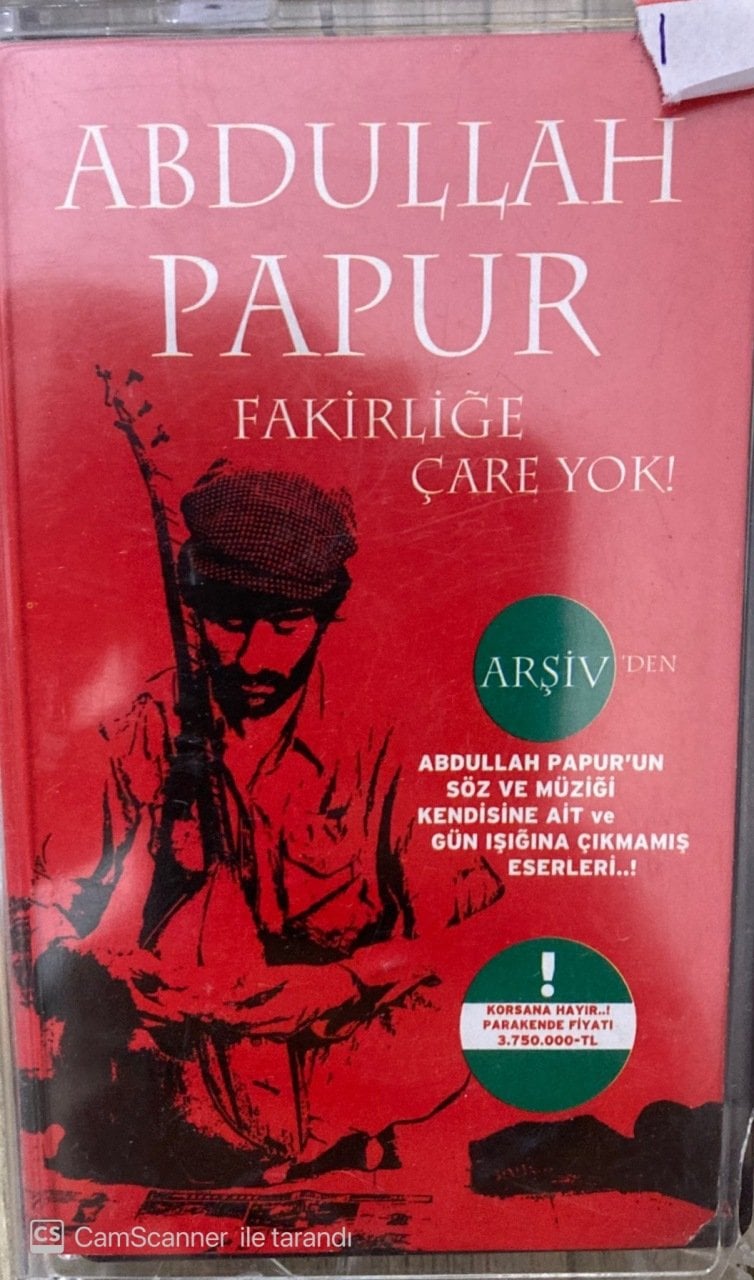 ABDULLAH
PAPUR
FAKİRLİĞE
ÇARE YOK!
ARŞİV'DEN
ABDULLAH PAPUR'UN
SÖZ VE MÜZİĞİ
KENDİSİNE AİT ve
GÜN IŞIĞINA ÇIKMAMIŞ
ESERLERİ..!
!
KORSANA HAYIR..!
PARAKENDE FİYATI
3.750.000-TL
CS CamScanner ile tarandı